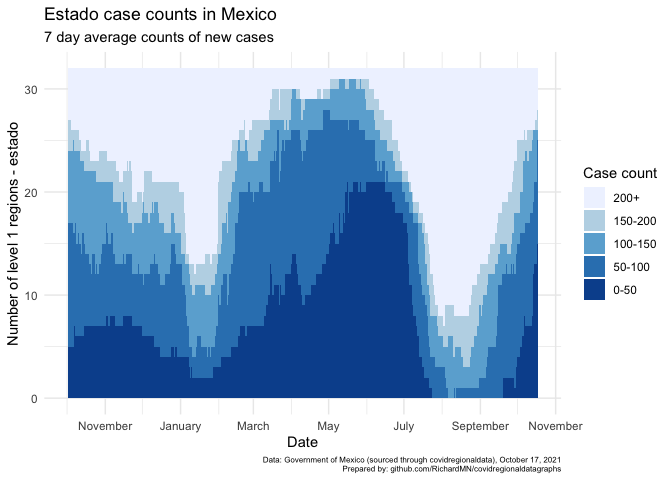 Estado case counts in Mexico
7 day average counts of new cases
Number of level 1 regions - estado
30
20
10
0
November
January
March
May
July
September
November
Date
Case count
200+
150-200
100-150
50-100
0-50
Data: Government of Mexico (sourced through covidregionaldata), October 17, 2021
Prepared by: github.com/RichardMN/covidregionaldatagraphs